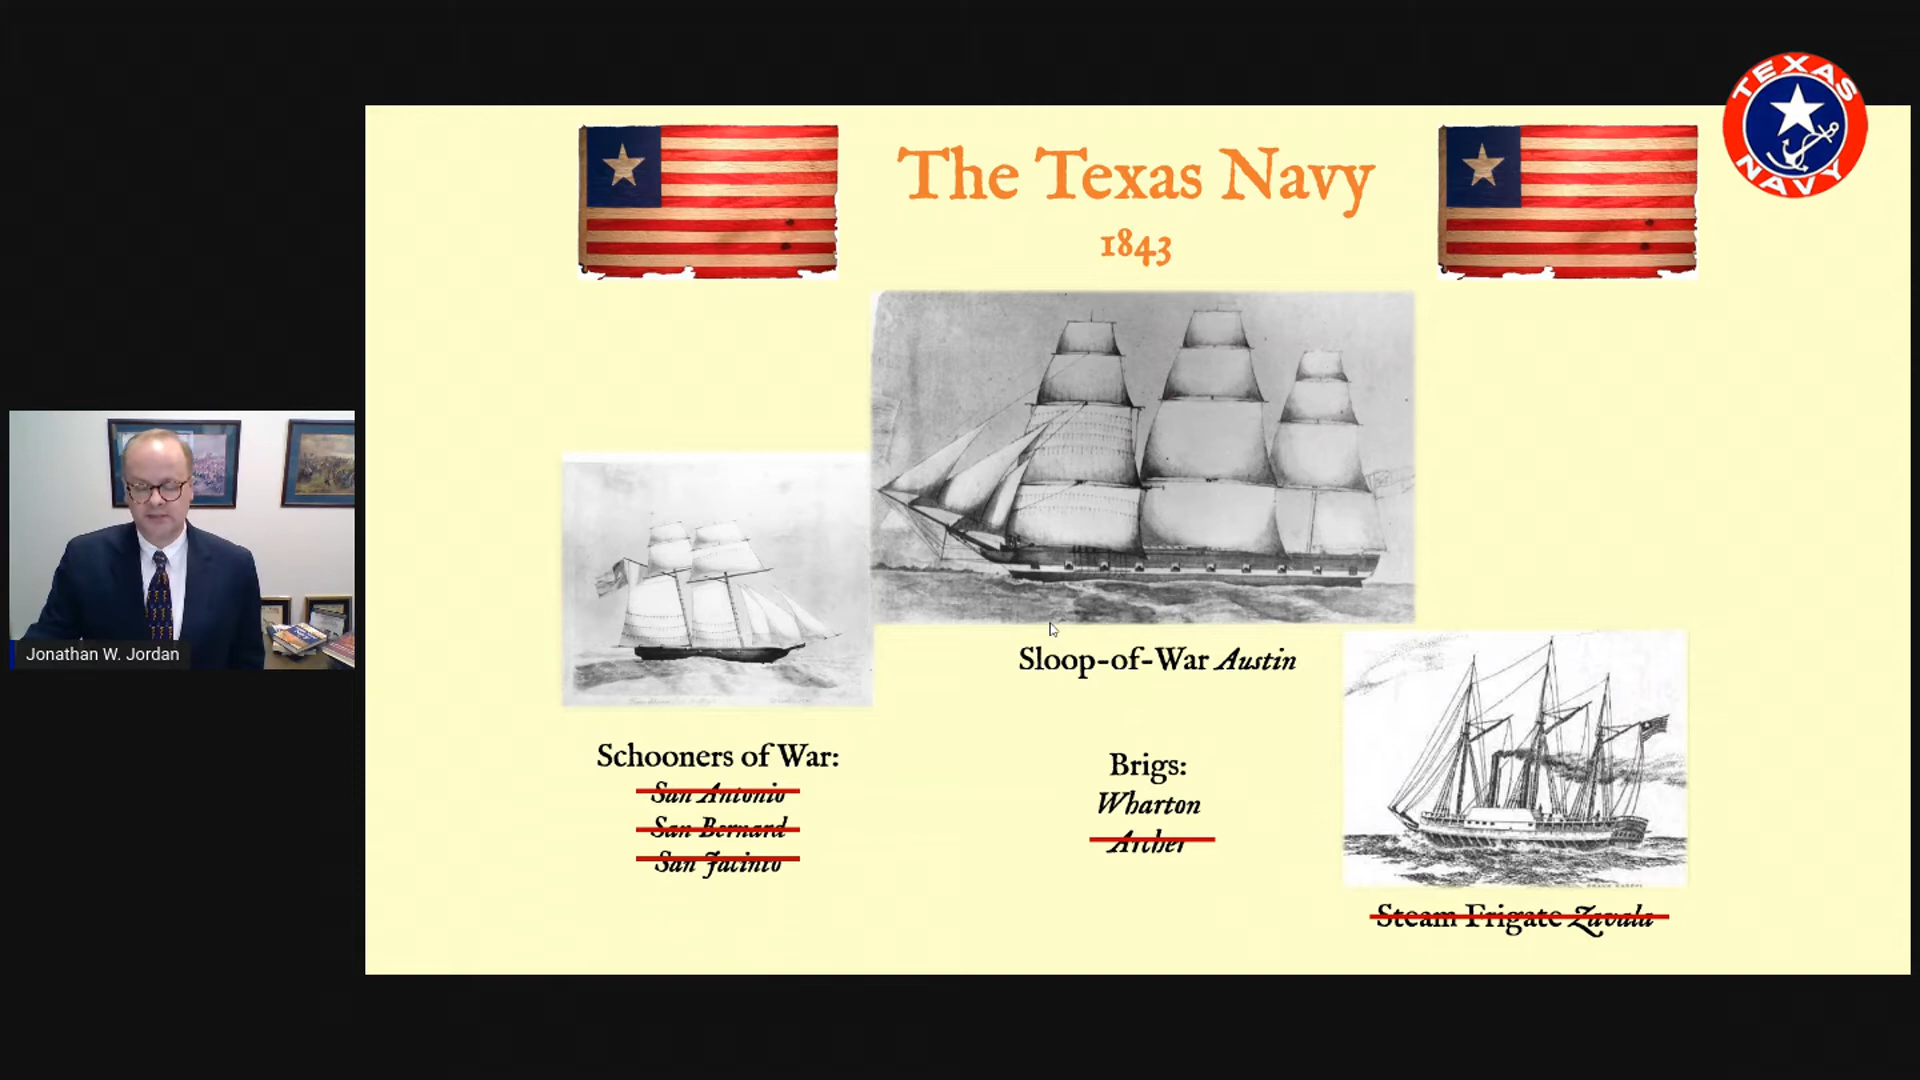 TEXAS
NAVY
The Texas Navy
1843
Sloop-of-War Austin
Schooners of War:
San Antonio
San Bernard
San Jacinto
Brigs:
Wharton
Archer
Steam Frigate Zavala
Jonathan W. Jordan